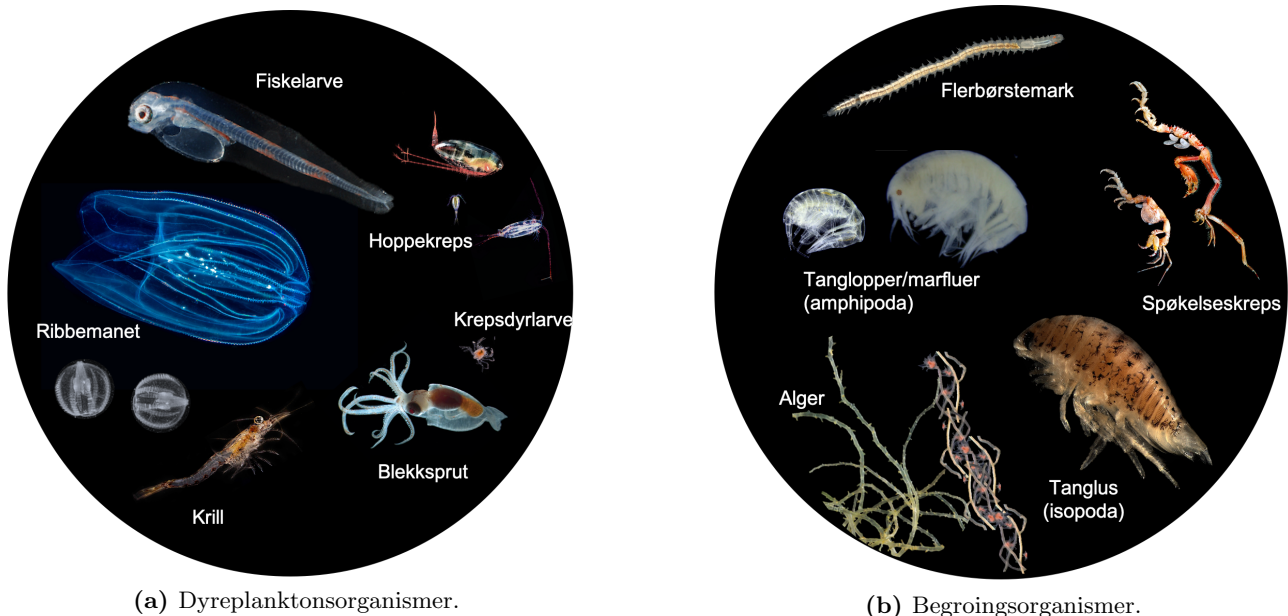 Fiskelarve
Hoppekreps
Ribbemanet
Krepsdyrlarve
Blekksprut
Krill
(a) Dyreplanktonsorganismer.
Flerbørstemark
Tanglopper/marfluer
(amphipoda)
Spøkelseskreps
Alger
Tanglus
(isopoda)
(b) Begroingsorganismer.